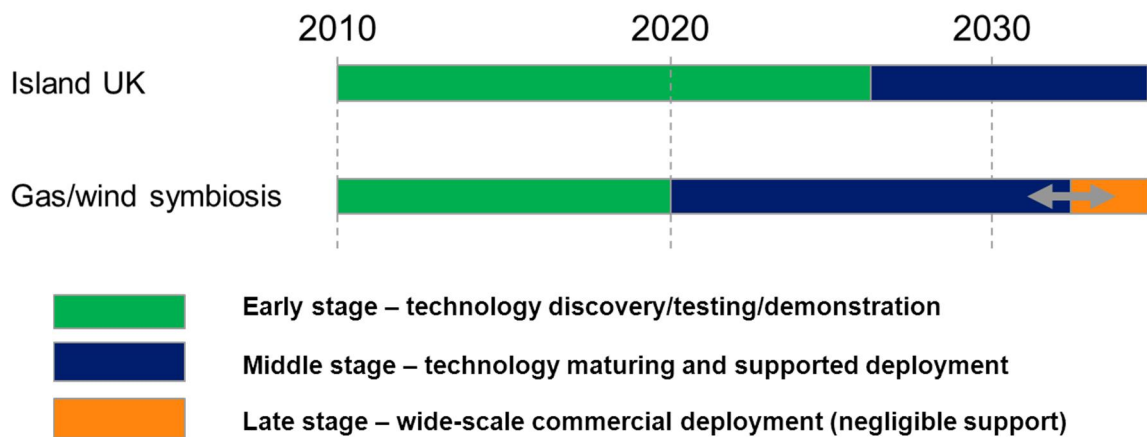 2010 2020 2030
Island UK
Gas/wind symbiosis
Early stage – technology discovery/testing/demonstration
Middle stage – technology maturing and supported deployment
Late stage – wide-scale commercial deployment (negligible support)